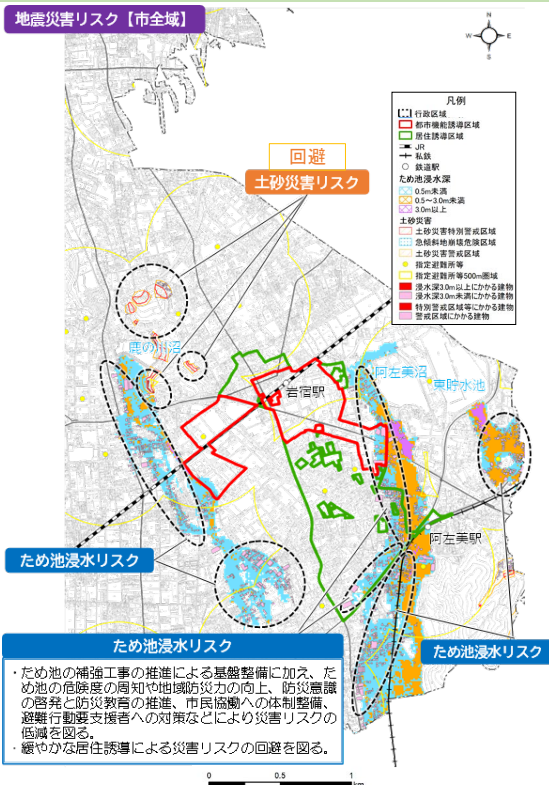 地震災害リスク【市全域】
N
W
E
S
回避
土砂災害リスク
凡例
行政区域
都市機能誘導区域
居住誘導区域
JR
私鉄
鉄道駅
ため池浸水深
0.5m未満
0.5～3.0m未満
3.0m以上
土砂災害
土砂災害特別警戒区域
急傾斜地崩壊危険区域
土砂災害警戒区域
指定避難所等
指定避難所等500m圏域
浸水深3.0m以上にかかる建物
浸水深3.0m未満にかかる建物
特別警戒区域等にかかる建物
警戒区域にかかる建物
鹿の川沼
岩宿駅
阿左美沼
東貯水池
阿左美駅
ため池浸水リスク
ため池浸水リスク
ため池浸水リスク
・ため池の補強工事の推進による基盤整備に加え、ため池の危険度の周知や地域防災力の向上、防災意識の啓発と防災教育の推進、市民協働への体制整備、避難行動要支援者への対策などにより災害リスクの低減を図る。
・緩やかな居住誘導による災害リスクの回避を図る。
0 0.5 1
km